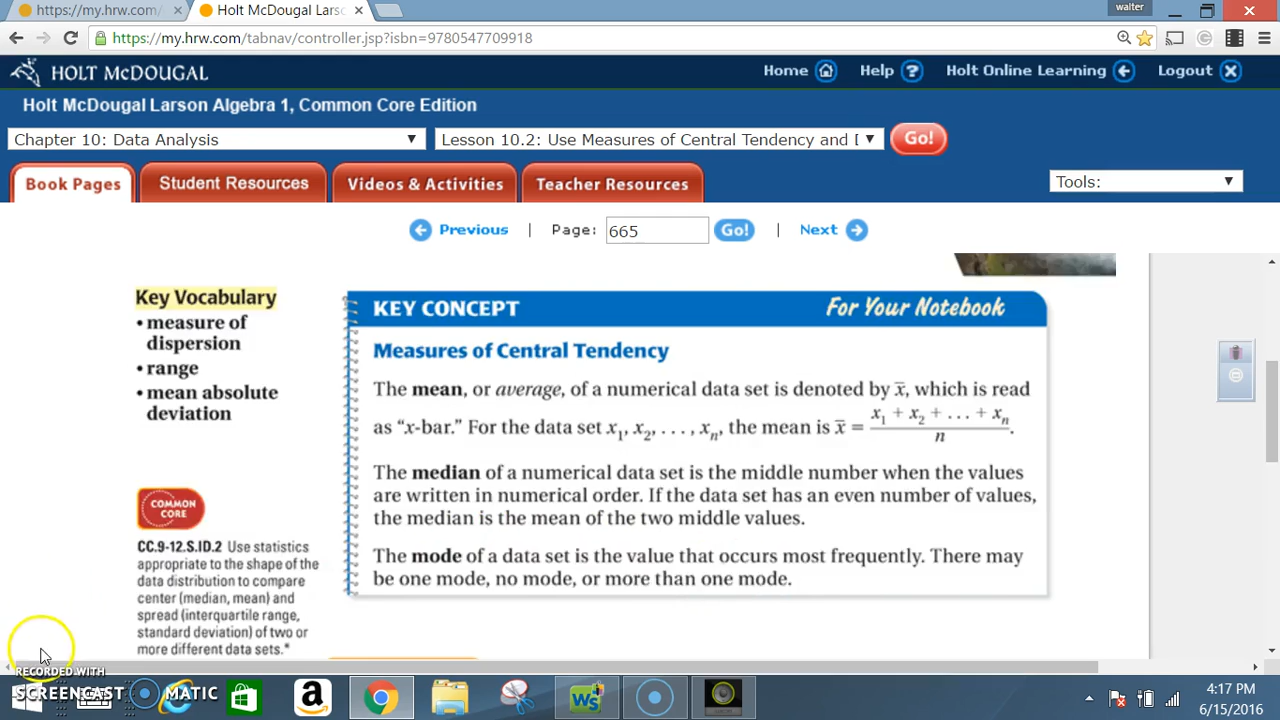 walter
https://my.hrw.com/tabnav/ ×
Holt McDougal Lars ×
https://my.hrw.com/tabnav/controller.jsp?isbn=9780547709918
HOLT McDOUGAL
Home Help ? Holt Online Learning Logout X
Holt McDougal Larson Algebra 1, Common Core Edition
Chapter 10: Data Analysis
Lesson 10.2: Use Measures of Central Tendency and
Go!
Book Pages
Student Resources
Videos & Activities
Teacher Resources
Tools:
Previous | Page: 665 Go! | Next
Key Vocabulary
• measure of
dispersion
• range
• mean absolute
deviation
COMMON
CORE
CC.9-12.S.ID.2 Use statistics
appropriate to the shape of the
data distribution to compare
center (median, mean) and
spread (interquartile range,
standard deviation) of two or
more different data sets.*
KEY CONCEPT For Your Notebook
Measures of Central Tendency
The mean, or average, of a numerical data set is denoted by x̅, which is read
as “x-bar.” For the data set x₁, x₂, . . . , xₙ, the mean is x̅ = (x₁ + x₂ + . . . + xₙ)/n.
The median of a numerical data set is the middle number when the values
are written in numerical order. If the data set has an even number of values,
the median is the mean of the two middle values.
The mode of a data set is the value that occurs most frequently. There may
be one mode, no mode, or more than one mode.
RECORDED WITH
SCREENCAST MATIC
4:17 PM
6/15/2016